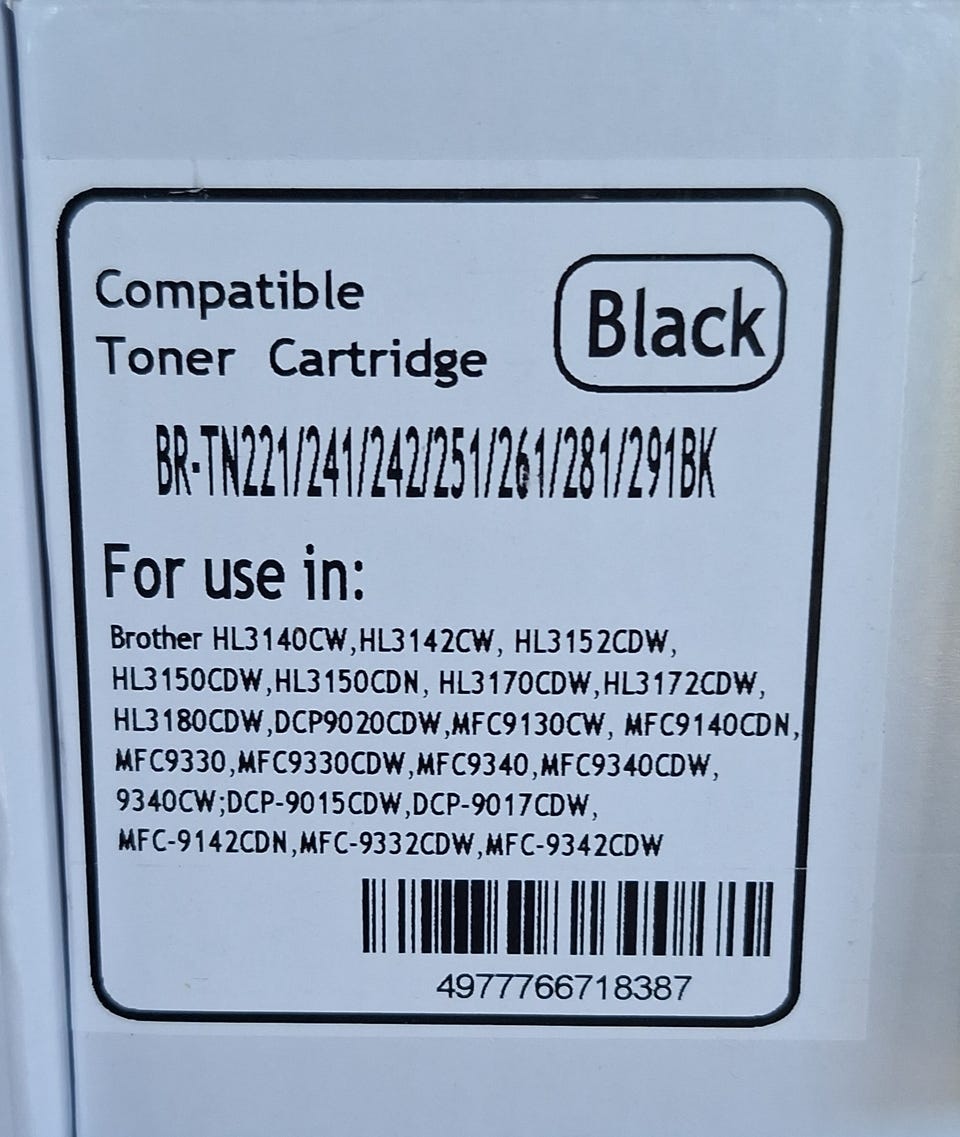 Compatible
Toner Cartridge
Black
BR-TN221/241/242/251/261/281/291BK
For use in:
Brother HL3140CW,HL3142CW, HL3152CDW,
HL3150CDW,HL3150CDN, HL3170CDW,HL3172CDW,
HL3180CDW,DCP9020CDW,MFC9130CW, MFC9140CDN,
MFC9330,MFC9330CDW,MFC9340,MFC9340CDW,
9340CW;DCP-9015CDW,DCP-9017CDW,
MFC-9142CDN,MFC-9332CDW,MFC-9342CDW
4977766718387